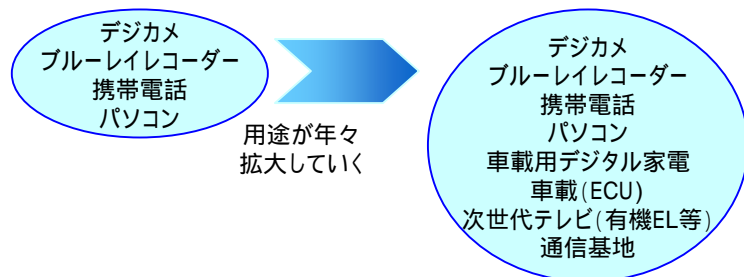 デジカメ
ブルーレイレコーダー
携帯電話
パソコン
用途が年々
拡大していく
デジカメ
ブルーレイレコーダー
携帯電話
パソコン
車載用デジタル家電
車載(ECU)
次世代テレビ(有機EL等)
通信基地